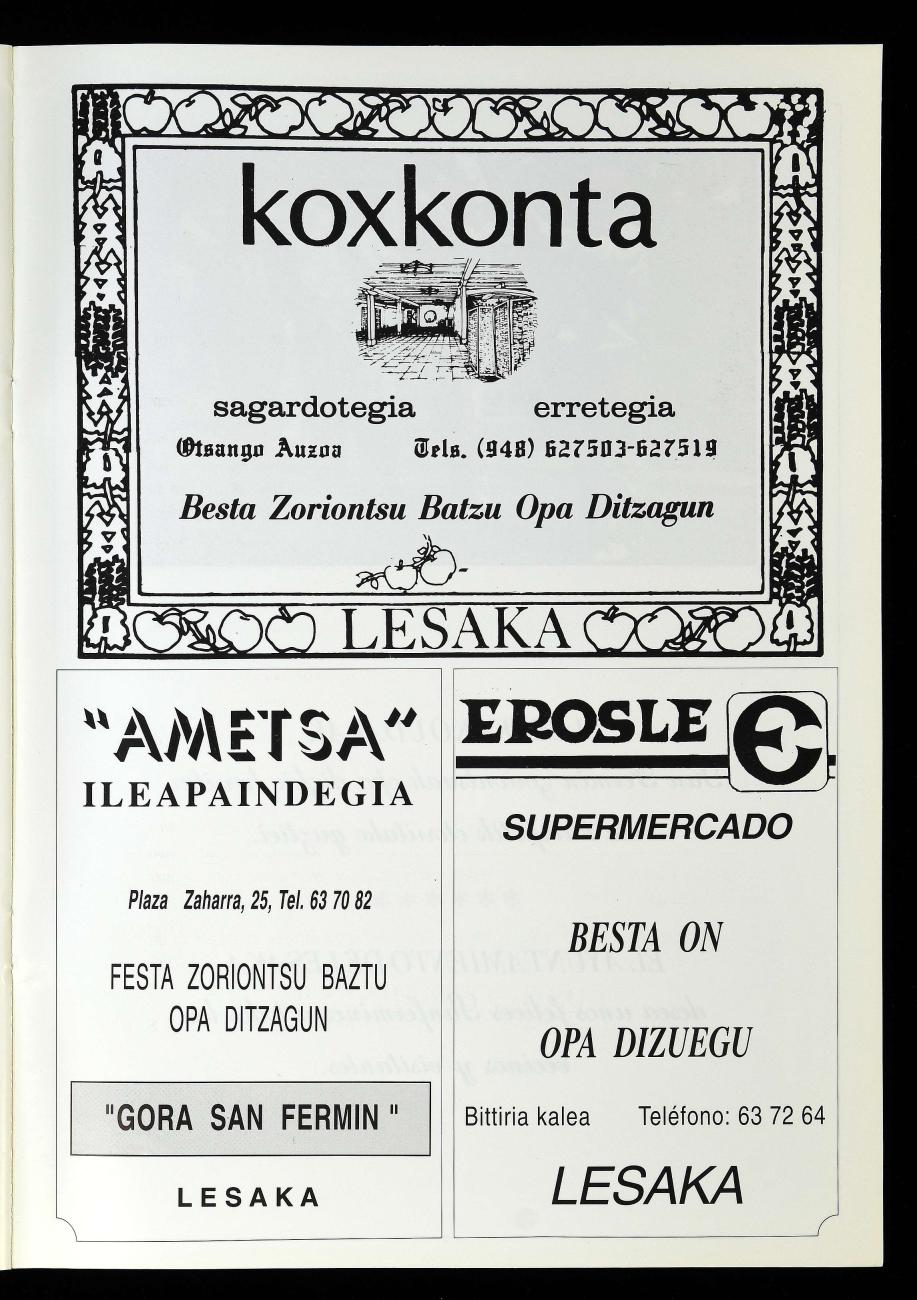 koxkonta
sagardotegia erretegia
Otsango Auzoa Tels. (948) 627503-627519
Besta Zoriontsu Batzu Opa Ditzagun
LESAKA
"AMETSA"
ILEAPAINDEGIA
Plaza Zaharra, 25, Tel. 63 70 82
FESTA ZORIONTSU BAZTU
OPA DITZAGUN
"GORA SAN FERMIN "
LESAKA
EROSLE E
SUPERMERCADO
BESTA ON
OPA DIZUEGU
Bittiria kalea Teléfono: 63 72 64
LESAKA